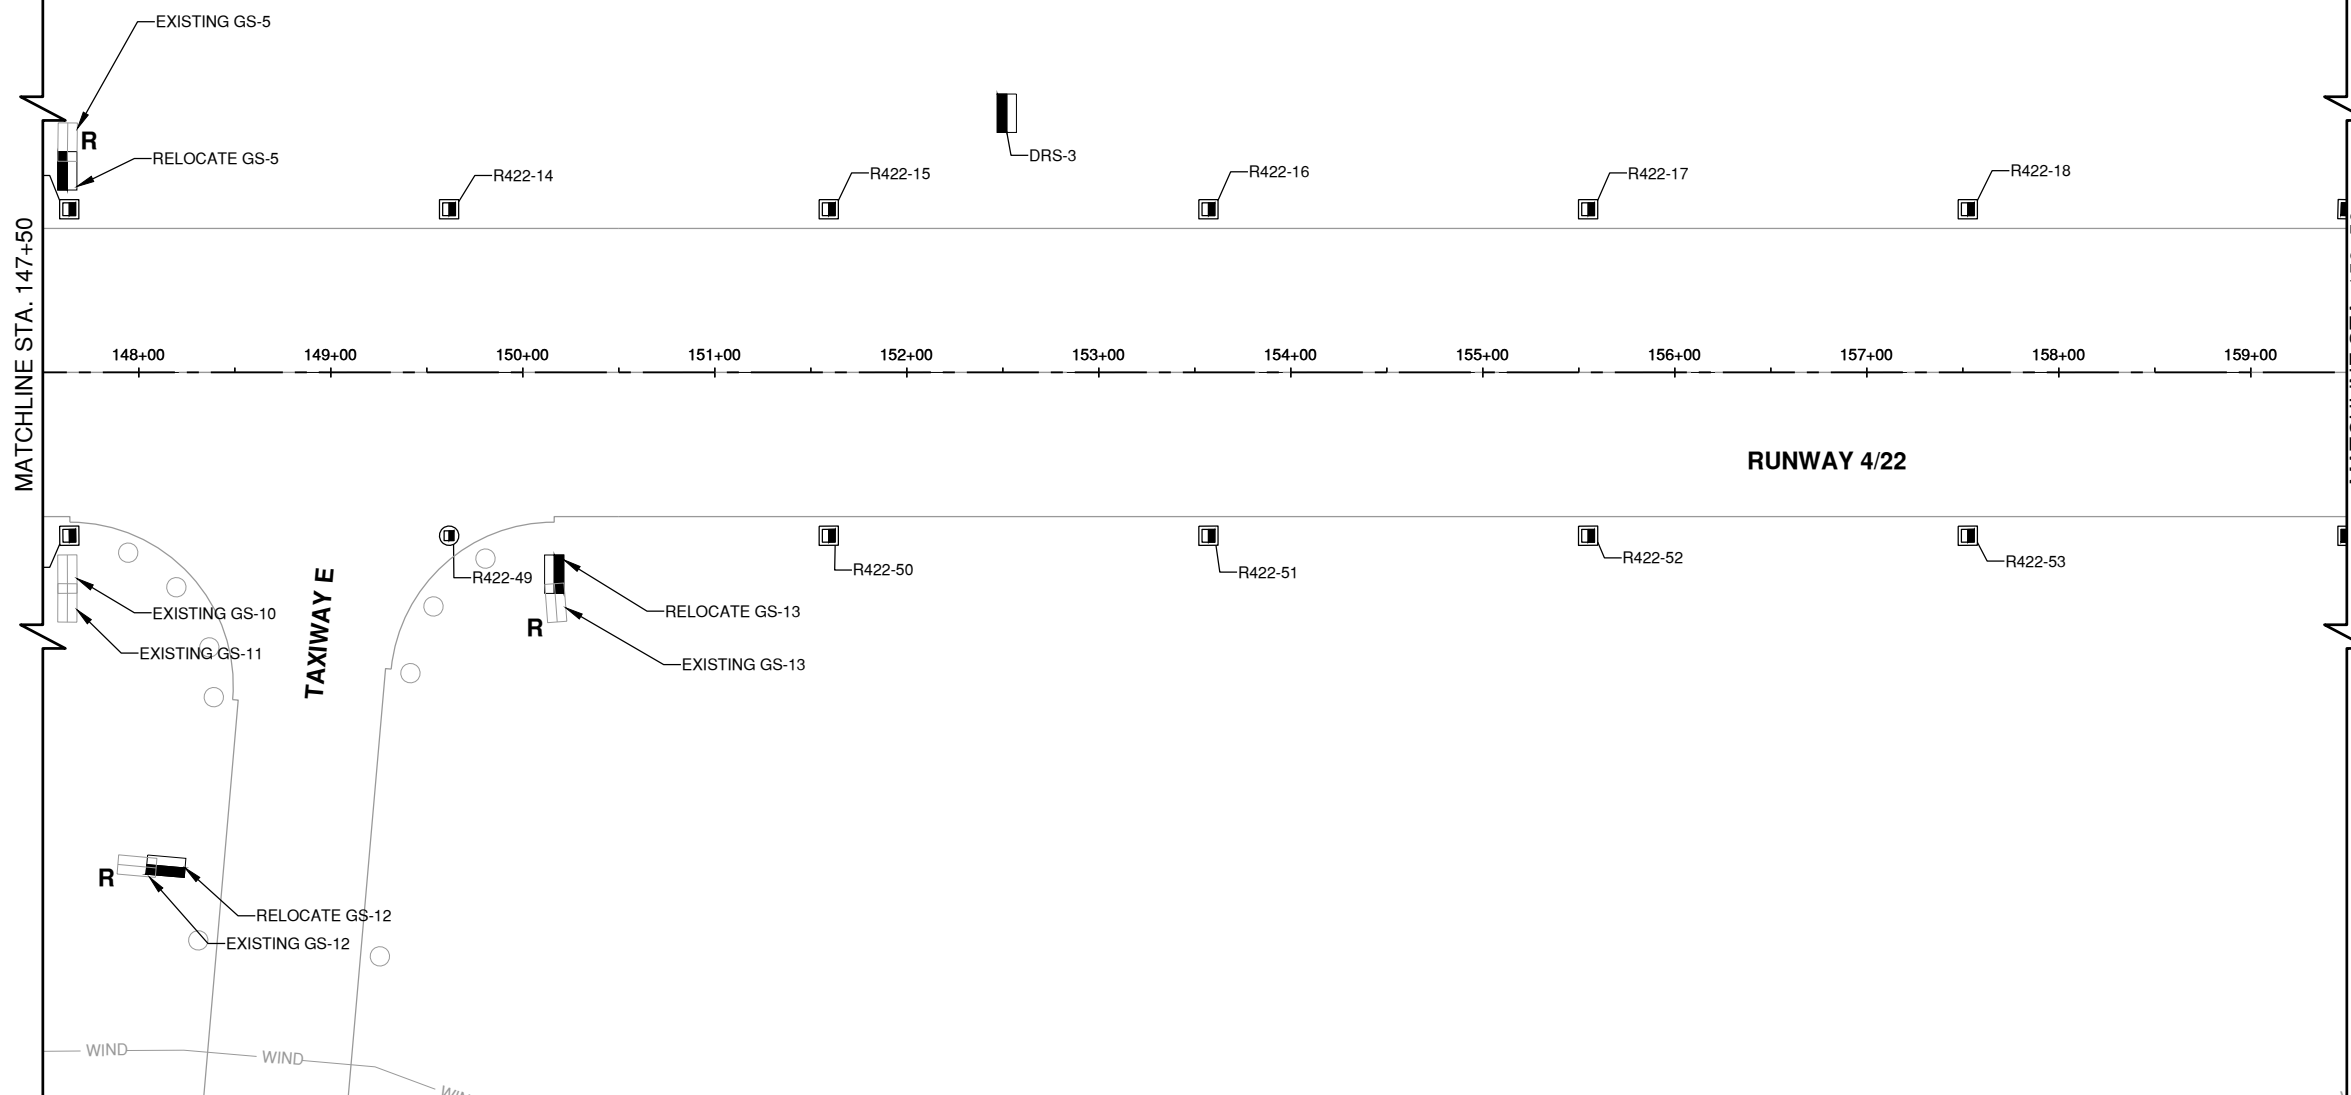 EXISTING GS-5
R
RELOCATE GS-5
DRS-3
R422-14
R422-15
R422-16
R422-17
R422-18
MATCHLINE STA. 147+50
148+00
149+00
150+00
151+00
152+00
153+00
154+00
155+00
156+00
157+00
158+00
159+00
RUNWAY 4/22
R422-49
R422-50
R422-51
R422-52
R422-53
TAXIWAY E
EXISTING GS-10
EXISTING GS-11
RELOCATE GS-13
R
EXISTING GS-13
R
RELOCATE GS-12
EXISTING GS-12
WIND
WIND